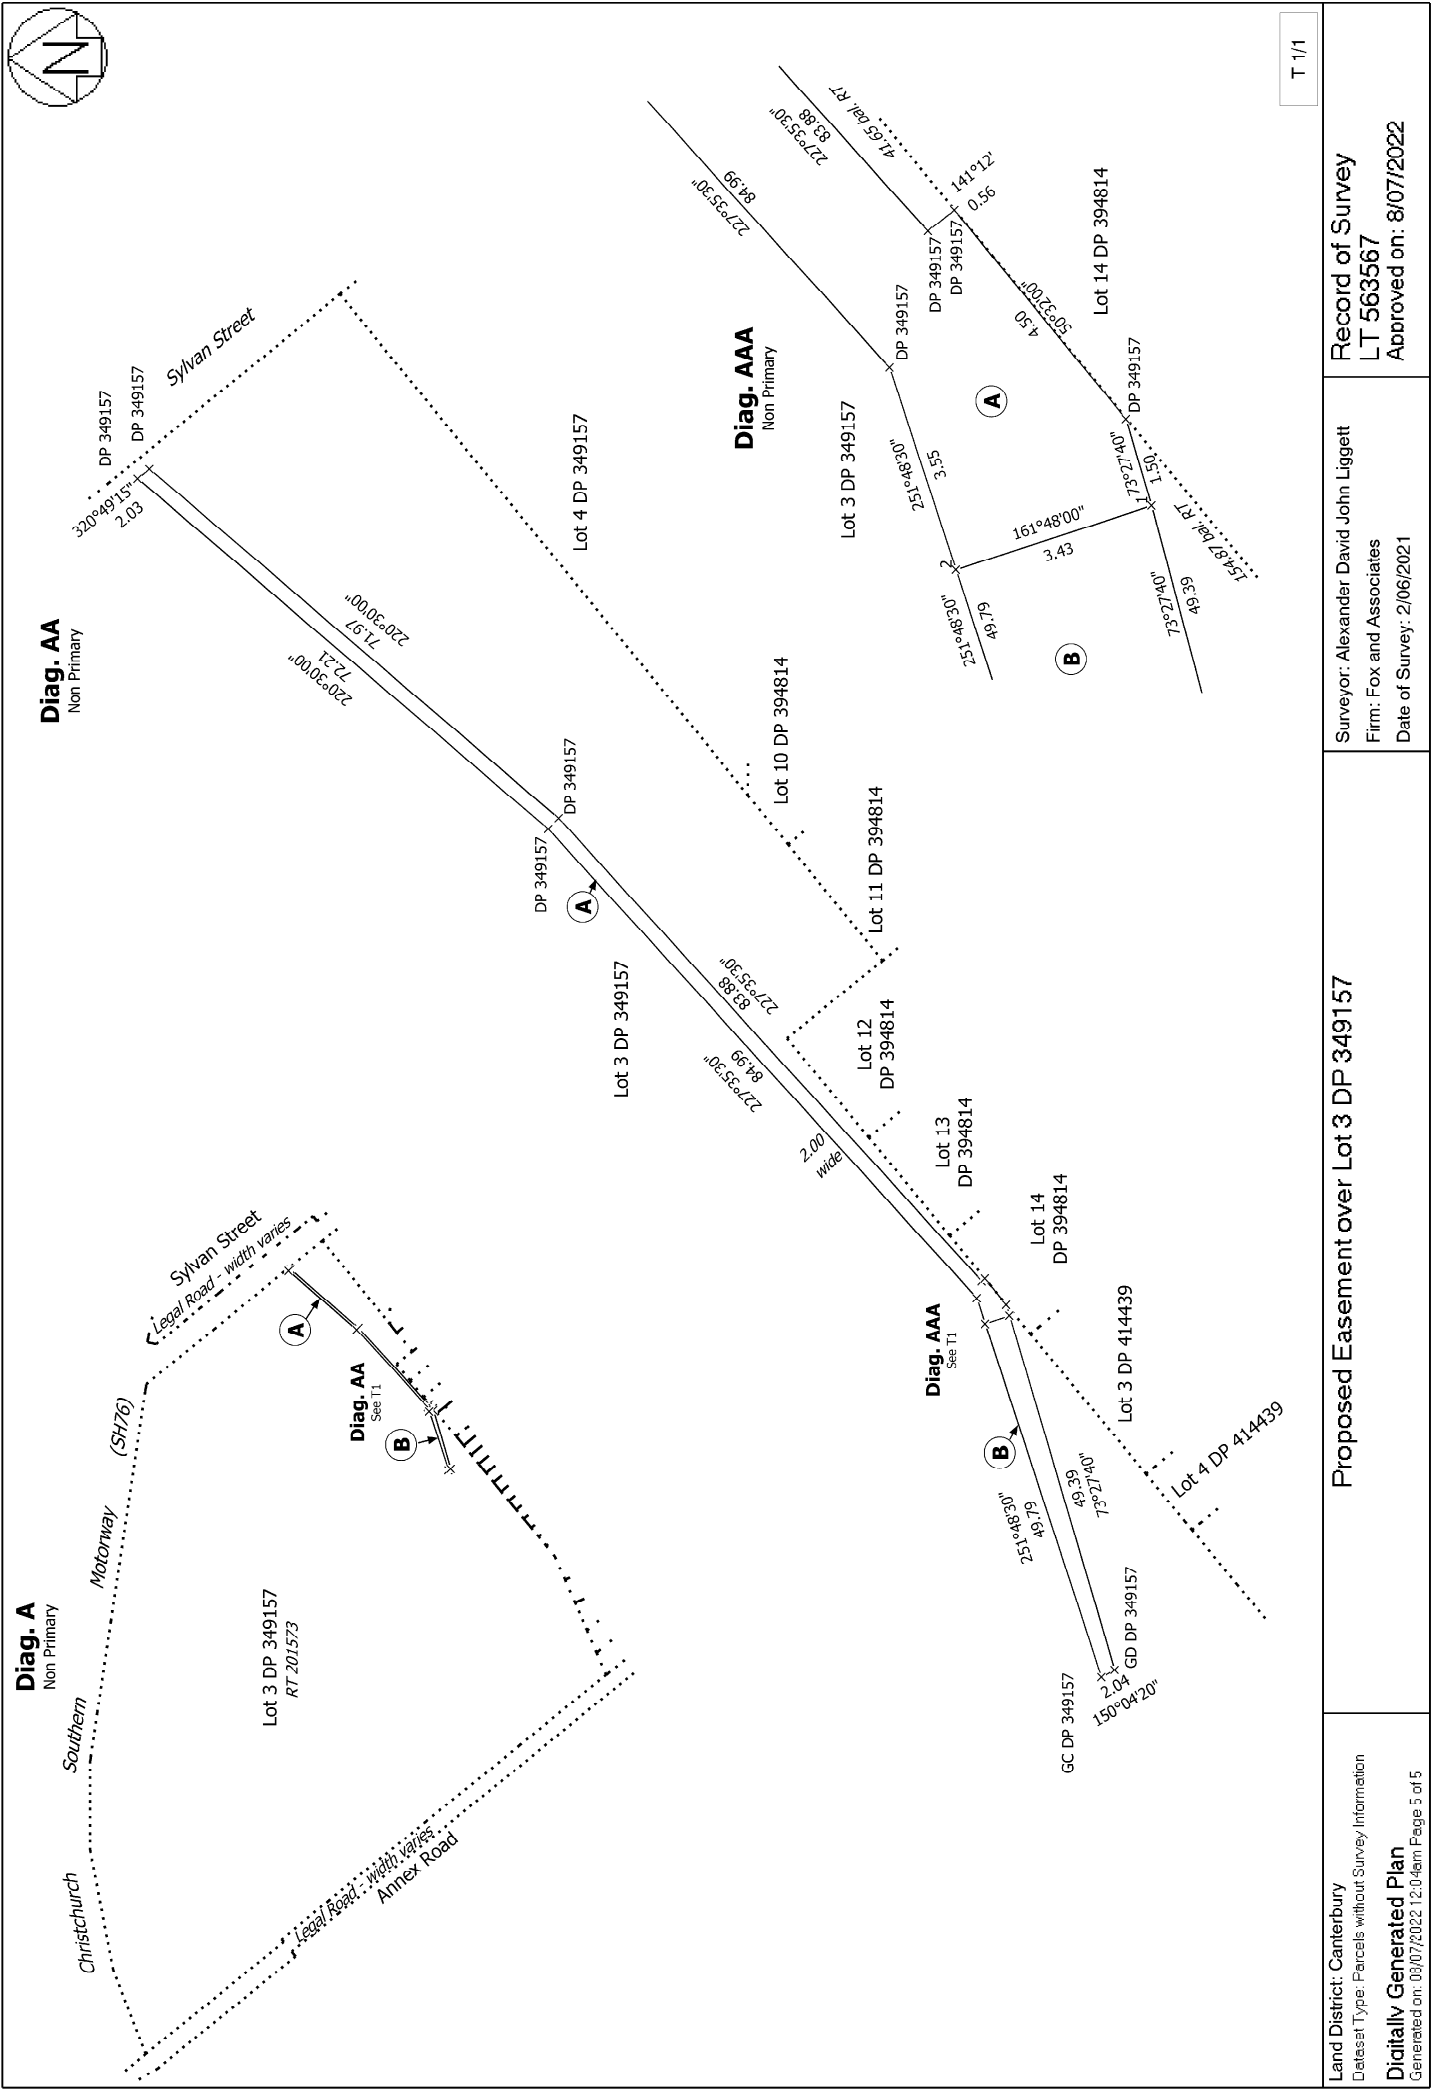 Diag. A
Non Primary
Christchurch
Southern
Motorway
(SH76)
Legal Road - width varies
Sylvan Street
A
Diag. AA
See T1
B
Lot 3 DP 349157
RT 201573
Legal Road - width varies
Annex Road
Diag. AA
Non Primary
DP 349157
DP 349157
Sylvan Street
320°49'15"
2.03
220°30'00"
72.21
71.97
220°30'00"
Lot 4 DP 349157
DP 349157
DP 349157
A
Lot 3 DP 349157
227°35'30"
83.88
227°35'30"
84.99
2.00
wide
Lot 10 DP 394814
Lot 11 DP 394814
Lot 12
DP 394814
Lot 13
DP 394814
Lot 14
DP 394814
Diag. AAA
See T1
B
251°48'30"
49.79
49.39
73°27'40"
Lot 3 DP 414439
Lot 4 DP 414439
GC DP 349157
GD DP 349157
2.04
150°04'20"
Diag. AAA
Non Primary
227°35'30"
84.99
227°35'30"
83.88
41.65 bal. RT
141°12'
0.56
DP 349157
DP 349157
DP 349157
Lot 3 DP 349157
251°48'30"
3.55
A
4.50
50°32'00"
Lot 14 DP 394814
DP 349157
73°27'40"
1.50
1
2
161°48'00"
3.43
251°48'30"
49.79
B
73°27'40"
49.39
154.87 bal. RT
T 1/1
N
Land District: Canterbury
Dataset Type: Parcels without Survey Information
Digitally Generated Plan
Generated on: 08/07/2022 12:04am Page 5 of 5
Proposed Easement over Lot 3 DP 349157
Surveyor: Alexander David John Liggett
Firm: Fox and Associates
Date of Survey: 2/06/2021
Record of Survey
LT 563567
Approved on: 8/07/2022